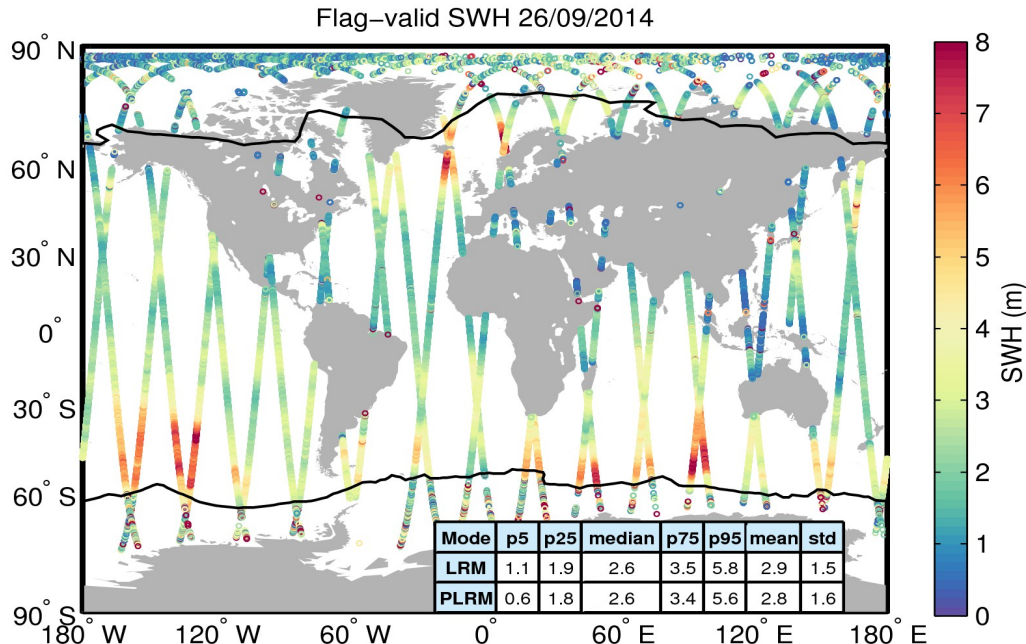 Flag−valid SWH 26/09/2014
90° N
60° N
30° N
0°
30° S
60° S
90° S
180° W
120° W
60° W
0°
60° E
120° E
180° E
8
7
6
5
4
3
2
1
0
SWH (m)
Mode p5 p25 median p75 p95 mean std
LRM 1.1 1.9 2.6 3.5 5.8 2.9 1.5
PLRM 0.6 1.8 2.6 3.4 5.6 2.8 1.6